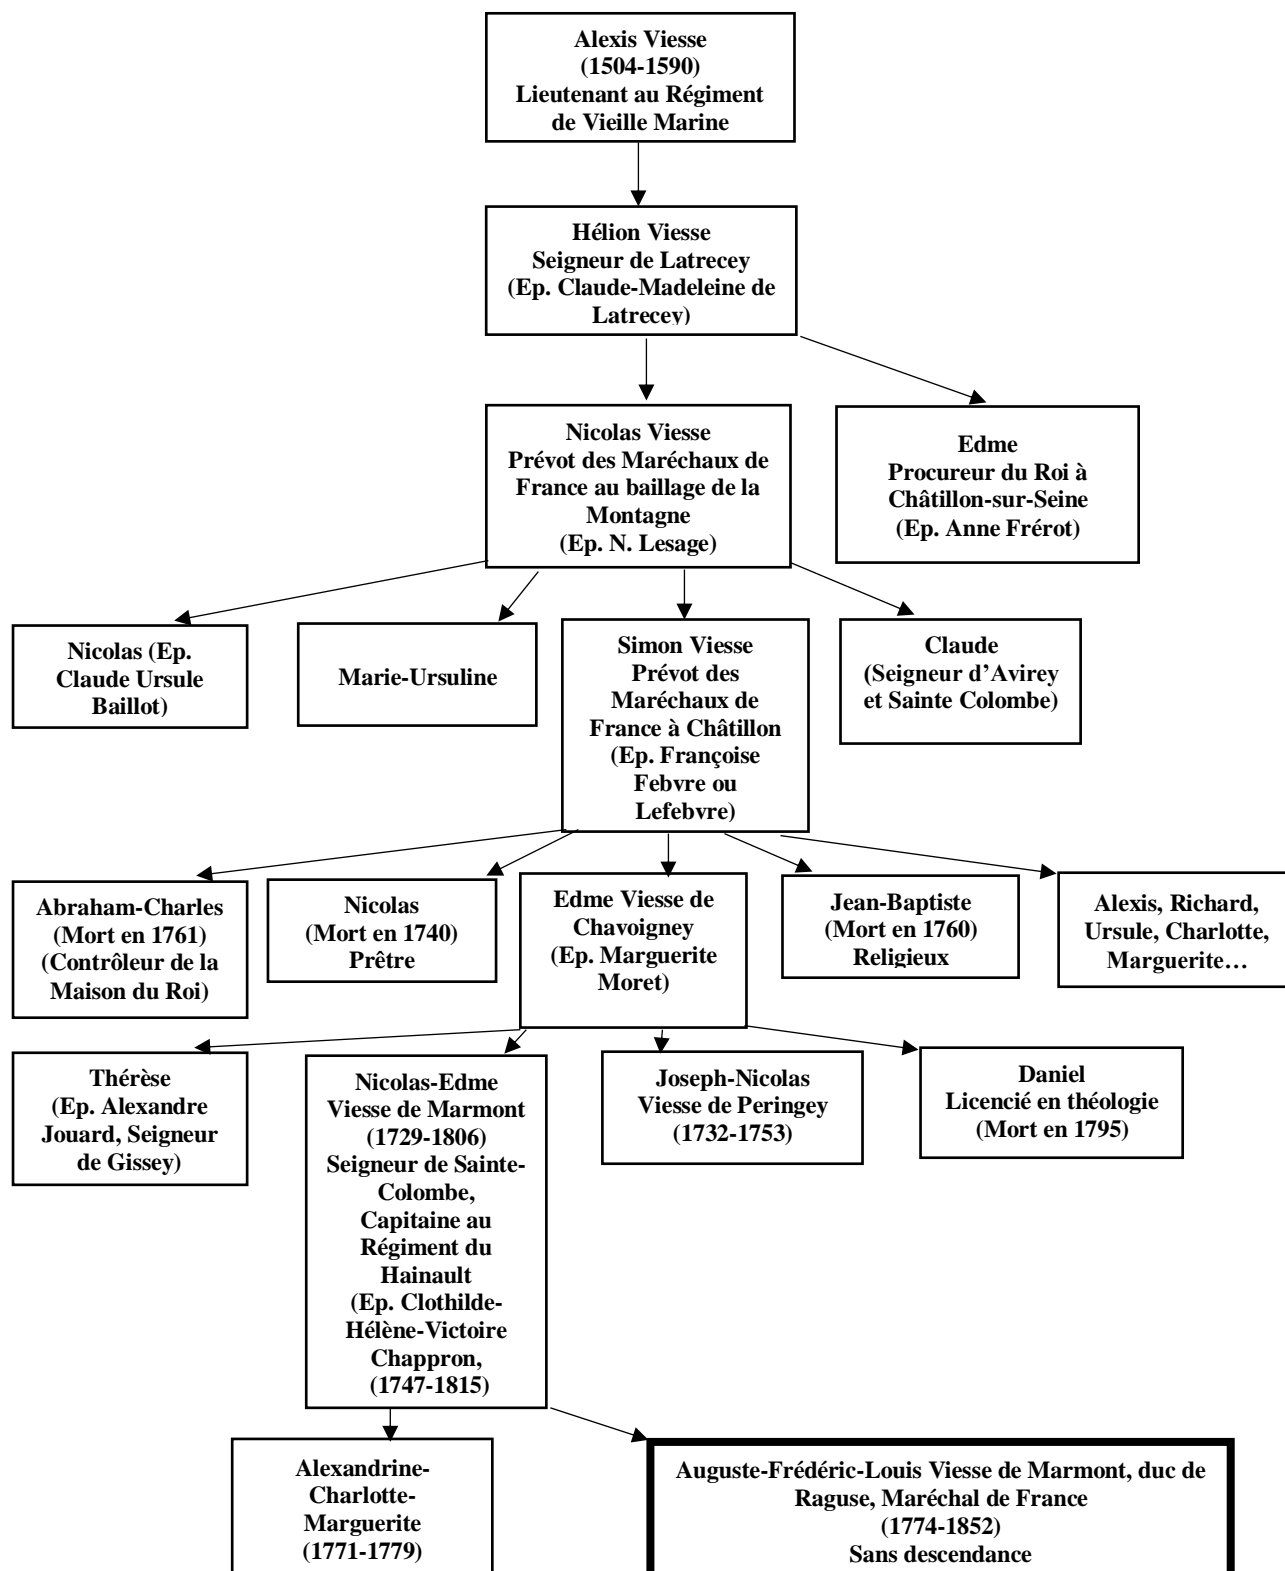 Alexis Viesse
(1504-1590)
Lieutenant au Régiment
de Vieille Marine
Hélion Viesse
Seigneur de Latrecey
(Ep. Claude-Madeleine de
Latrecey)
Nicolas Viesse
Prévot des Maréchaux de
France au baillage de la
Montagne
(Ep. N. Lesage)
Edme
Procureur du Roi à
Châtillon-sur-Seine
(Ep. Anne Frérot)
Nicolas (Ep.
Claude Ursule
Baillot)
Marie-Ursuline
Simon Viesse
Prévot des
Maréchaux de
France à Châtillon
(Ep. Françoise
Febvre ou
Lefebvre)
Claude
(Seigneur d’Avirey
et Sainte Colombe)
Abraham-Charles
(Mort en 1761)
(Contrôleur de la
Maison du Roi)
Nicolas
(Mort en 1740)
Prêtre
Edme Viesse de
Chavoigney
(Ep. Marguerite
Moret)
Jean-Baptiste
(Mort en 1760)
Religieux
Alexis, Richard,
Ursule, Charlotte,
Marguerite…
Thérèse
(Ep. Alexandre
Jouard, Seigneur
de Gissey)
Nicolas-Edme
Viesse de Marmont
(1729-1806)
Seigneur de Sainte-
Colombe,
Capitaine au
Régiment du
Hainault
(Ep. Clothilde-
Hélène-Victoire
Chappron,
(1747-1815)
Joseph-Nicolas
Viesse de Peringey
(1732-1753)
Daniel
Licencié en théologie
(Mort en 1795)
Alexandrine-
Charlotte-
Marguerite
(1771-1779)
Auguste-Frédéric-Louis Viesse de Marmont, duc de
Raguse, Maréchal de France
(1774-1852)
Sans descendance